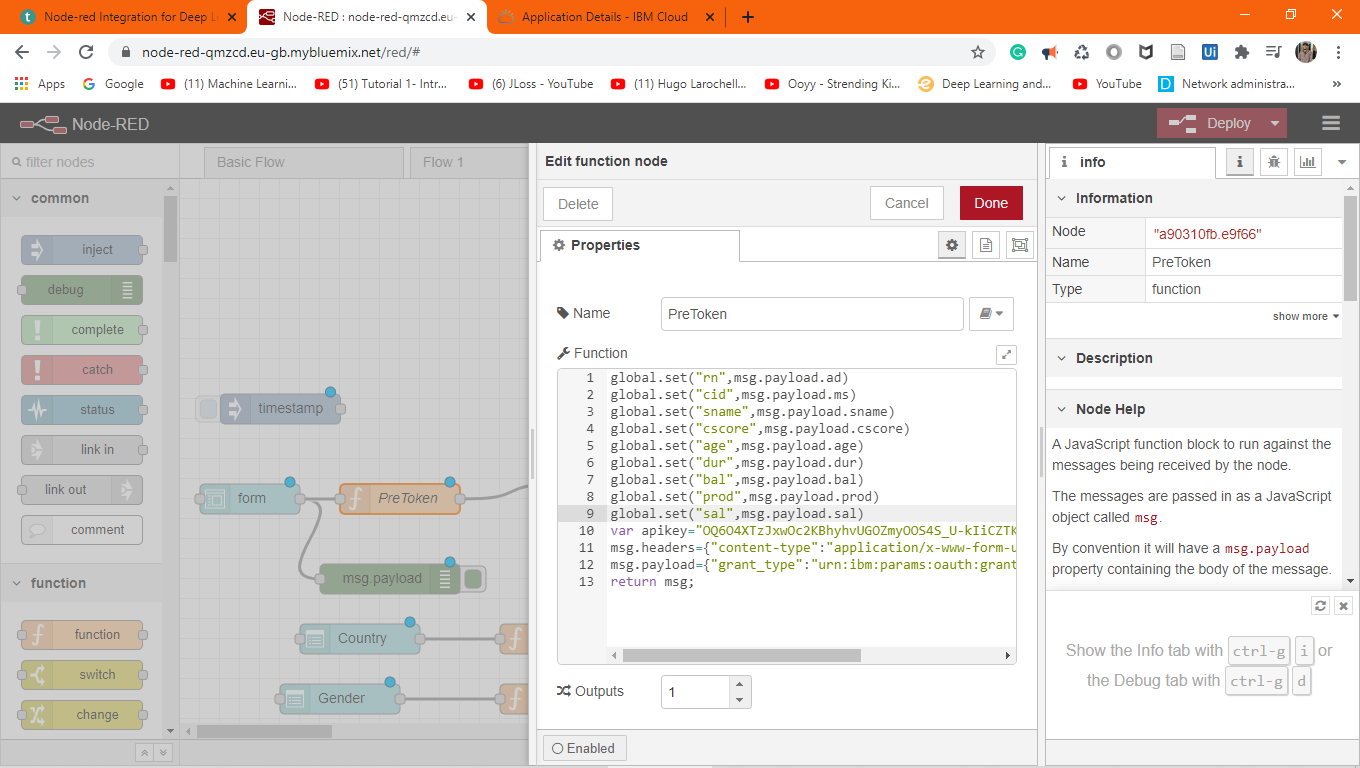 Node-red Integration for Deep L
Node-RED : node-red-qmzcd.eu-
Application Details - IBM Cloud
node-red-qmzcd.eu-gb.mybluemix.net/red/#
Apps
Google
(11) Machine Learni...
(51) Tutorial 1- Intr...
(6) JLoss - YouTube
(11) Hugo Larochell...
Ooyy - Strending Ki...
Deep Learning and...
YouTube
Network administra...
Node-RED
Deploy
filter nodes
common
inject
debug
complete
catch
status
link in
link out
comment
function
function
switch
change
Basic Flow
Flow 1
timestamp
form
PreToken
msg.payload
Country
Gender
Edit function node
Delete
Cancel
Done
Properties
Name
PreToken
Function
1 global.set("rn",msg.payload.ad)
2 global.set("cid",msg.payload.ms)
3 global.set("sname",msg.payload.sname)
4 global.set("cscore",msg.payload.cscore)
5 global.set("age",msg.payload.age)
6 global.set("dur",msg.payload.dur)
7 global.set("bal",msg.payload.bal)
8 global.set("prod",msg.payload.prod)
9 global.set("sal",msg.payload.sal)
10 var apikey="OQ6O4XTzJxwOc2KBhyhvUGOZmyOOS4S_U-kIiCZTK
11 msg.headers={"content-type":"application/x-www-form-u
12 msg.payload={"grant_type":"urn:ibm:params:oauth:grant
13 return msg;
Outputs
1
Enabled
info
Information
Node "a90310fb.e9f66"
Name PreToken
Type function
show more
Description
Node Help
A JavaScript function block to run against the
messages being received by the node.
The messages are passed in as a JavaScript
object called msg.
By convention it will have a msg.payload
property containing the body of the message.
Show the Info tab with ctrl-g i or
the Debug tab with ctrl-g d